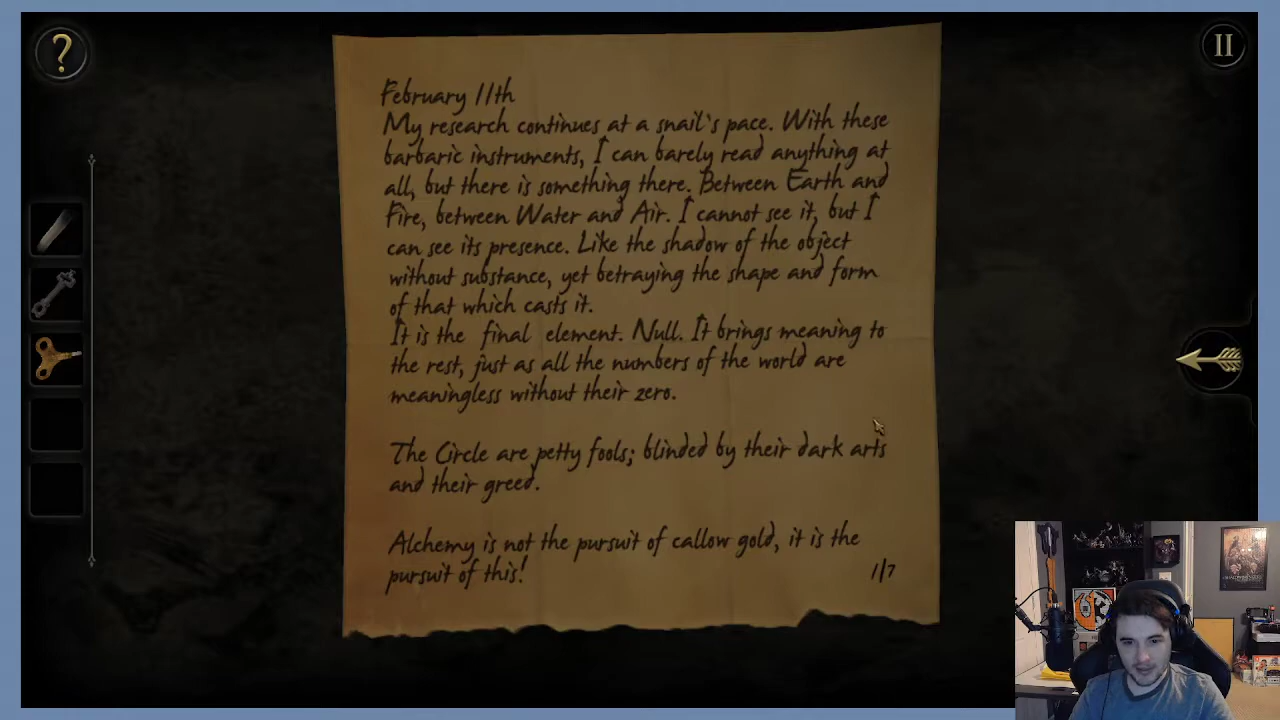 February 11th
My research continues at a snail's pace. With these
barbaric instruments, I can barely read anything at
all, but there is something there. Between Earth and
Fire, between Water and Air. I cannot see it, but I
can see its presence. Like the shadow of the object
without substance, yet betraying the shape and form
of that which casts it.
It is the final element. Null. It brings meaning to
the rest, just as all the numbers of the world are
meaningless without their zero.
The Circle are petty fools; blinded by their dark arts
and their greed.
Alchemy is not the pursuit of callow gold, it is the
pursuit of this!
1/7
?